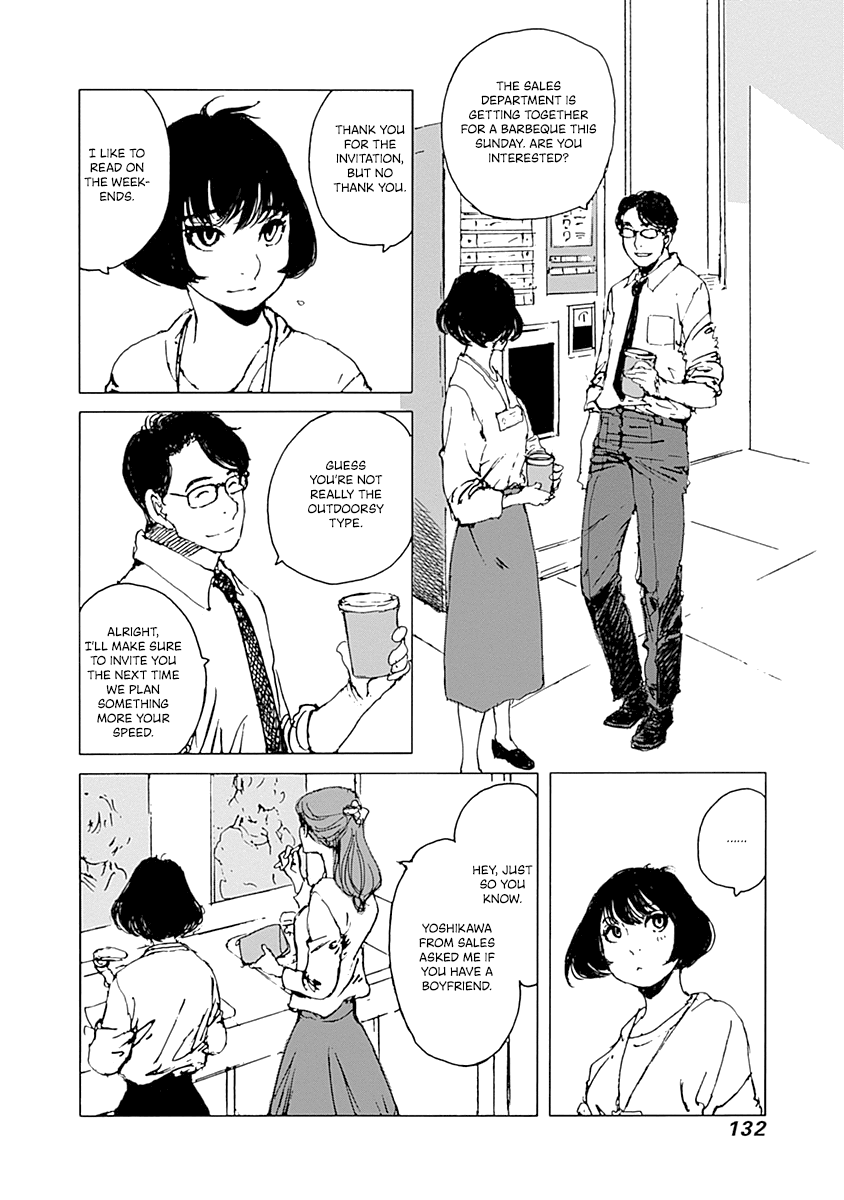 THE SALES
DEPARTMENT IS
GETTING TOGETHER
FOR A BARBEQUE THIS
SUNDAY. ARE YOU
INTERESTED?
THANK YOU
FOR THE
INVITATION,
BUT NO
THANK YOU.
I LIKE TO
READ ON
THE WEEK-
ENDS.
GUESS
YOU'RE NOT
REALLY THE
OUTDOORSY
TYPE.
ALRIGHT,
I'LL MAKE SURE
TO INVITE YOU
THE NEXT TIME
WE PLAN
SOMETHING
MORE YOUR
SPEED.
......
HEY, JUST
SO YOU
KNOW.
YOSHIKAWA
FROM SALES
ASKED ME IF
YOU HAVE A
BOYFRIEND.
132